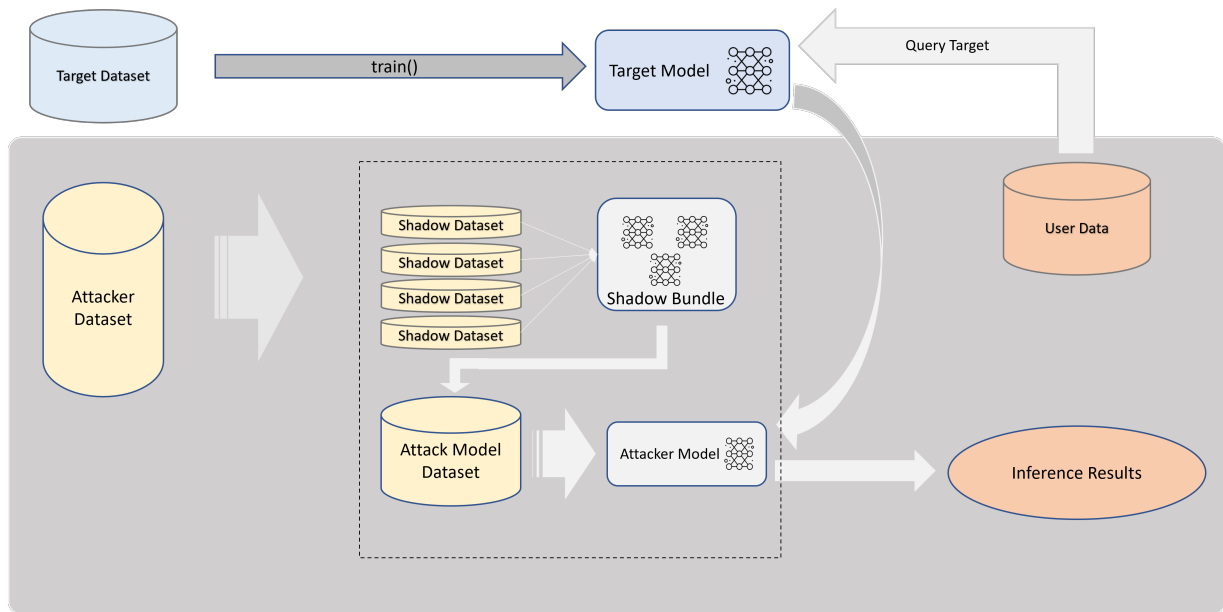 Target Dataset
train()
Target Model
Query Target
Attacker
Dataset
Shadow Dataset
Shadow Dataset
Shadow Dataset
Shadow Dataset
Shadow Bundle
User Data
Attack Model
Dataset
Attacker Model
Inference Results